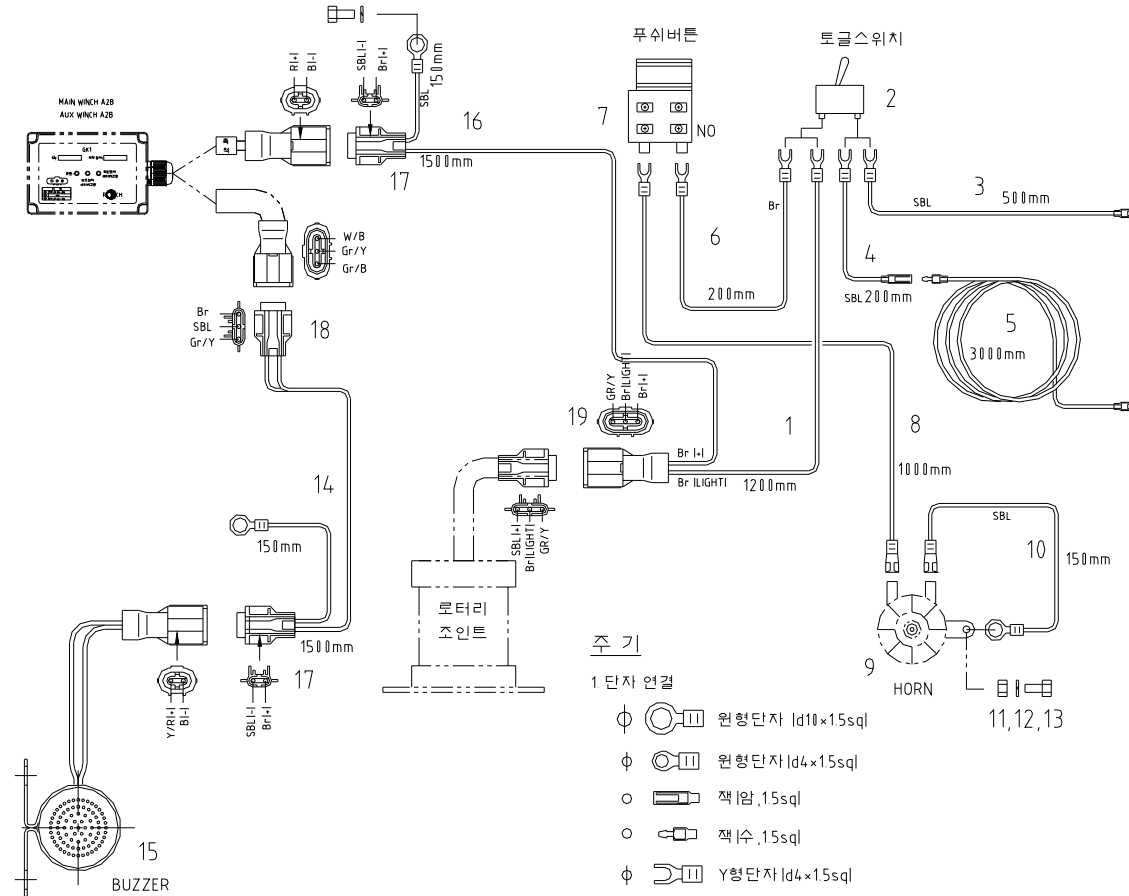 MAIN WINCH A2B
AUX WINCH A2B
GKT
R(+)
B(-)
SBL(-)
Br(+)
SBL
150mm
푸쉬버튼
토글스위치
7
NO
2
16
1500mm
17
3
SBL
500mm
Br
6
4
200mm
SBL
200mm
5
3000mm
W/B
Gr/Y
Gr/B
Br
SBL
Gr/Y
18
GR/Y
Br(LIGHT)
Br(+)
19
1
8
Br (+)
Br (LIGHT)
1200mm
1000mm
14
150mm
SBL(+)
Br(LIGHT)
GR/Y
SBL
10
150mm
로터리
조인트
1500mm
17
Y/R(+)
B(-)
SBL(-)
Br(+)
9
HORN
11,12,13
주 기
1. 단자 연결
원형단자(d10×1.5sq)
원형단자(d4×1.5sq)
잭(암,1.5sq)
잭(수,1.5sq)
Y형단자(d4×1.5sq)
15
BUZZER